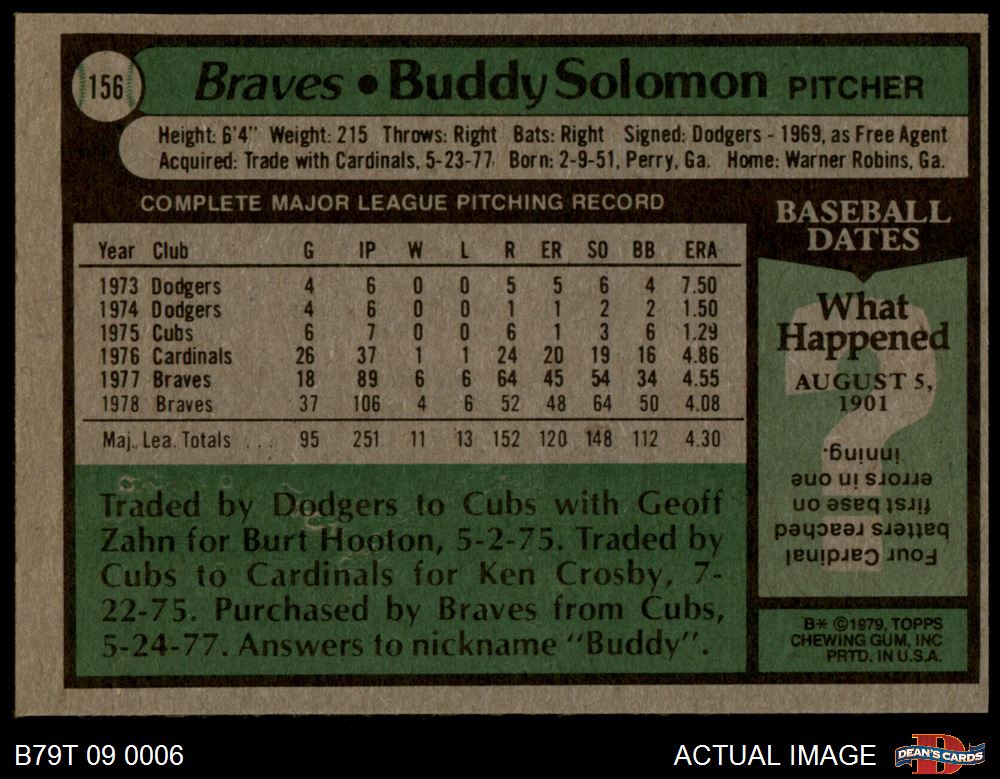 156
Braves • Buddy Solomon PITCHER
Height: 6'4" Weight: 215 Throws: Right Bats: Right Signed: Dodgers - 1969, as Free Agent
Acquired: Trade with Cardinals, 5-23-77. Born: 2-9-51, Perry, Ga. Home: Warner Robins, Ga.
COMPLETE MAJOR LEAGUE PITCHING RECORD
Year Club G IP W L R ER SO BB ERA
1973 Dodgers 4 6 0 0 5 5 6 4 7.50
1974 Dodgers 4 6 0 0 1 1 2 2 1.50
1975 Cubs 6 7 0 0 6 1 3 6 1.29
1976 Cardinals 26 37 1 1 24 20 19 16 4.86
1977 Braves 18 89 6 6 64 45 54 34 4.55
1978 Braves 37 106 4 6 52 48 64 50 4.08
Maj. Lea. Totals . . . 95 251 11 13 152 120 148 112 4.30
Traded by Dodgers to Cubs with Geoff
Zahn for Burt Hooton, 5-2-75. Traded by
Cubs to Cardinals for Ken Crosby, 7-
22-75. Purchased by Braves from Cubs,
5-24-77. Answers to nickname "Buddy".
BASEBALL
DATES
What
Happened
AUGUST 5,
1901
Four Cardinal
batters reached
first base on
errors in one
inning.
B* ©1979, TOPPS
CHEWING GUM, INC
PRTD. IN U.S.A.
B79T 09 0006
ACTUAL IMAGE
DEAN'S CARDS